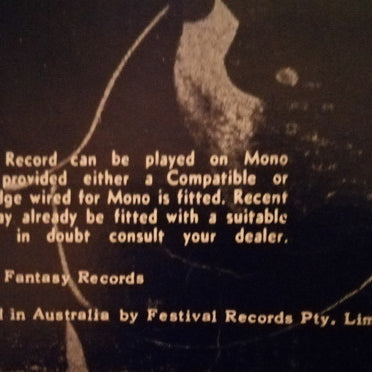 Record can be played on Mono
provided either a Compatible or
dge wired for Mono is fitted. Recent
ay already be fitted with a suitable
in doubt consult your dealer.
Fantasy Records
d in Australia by Festival Records Pty. Lim